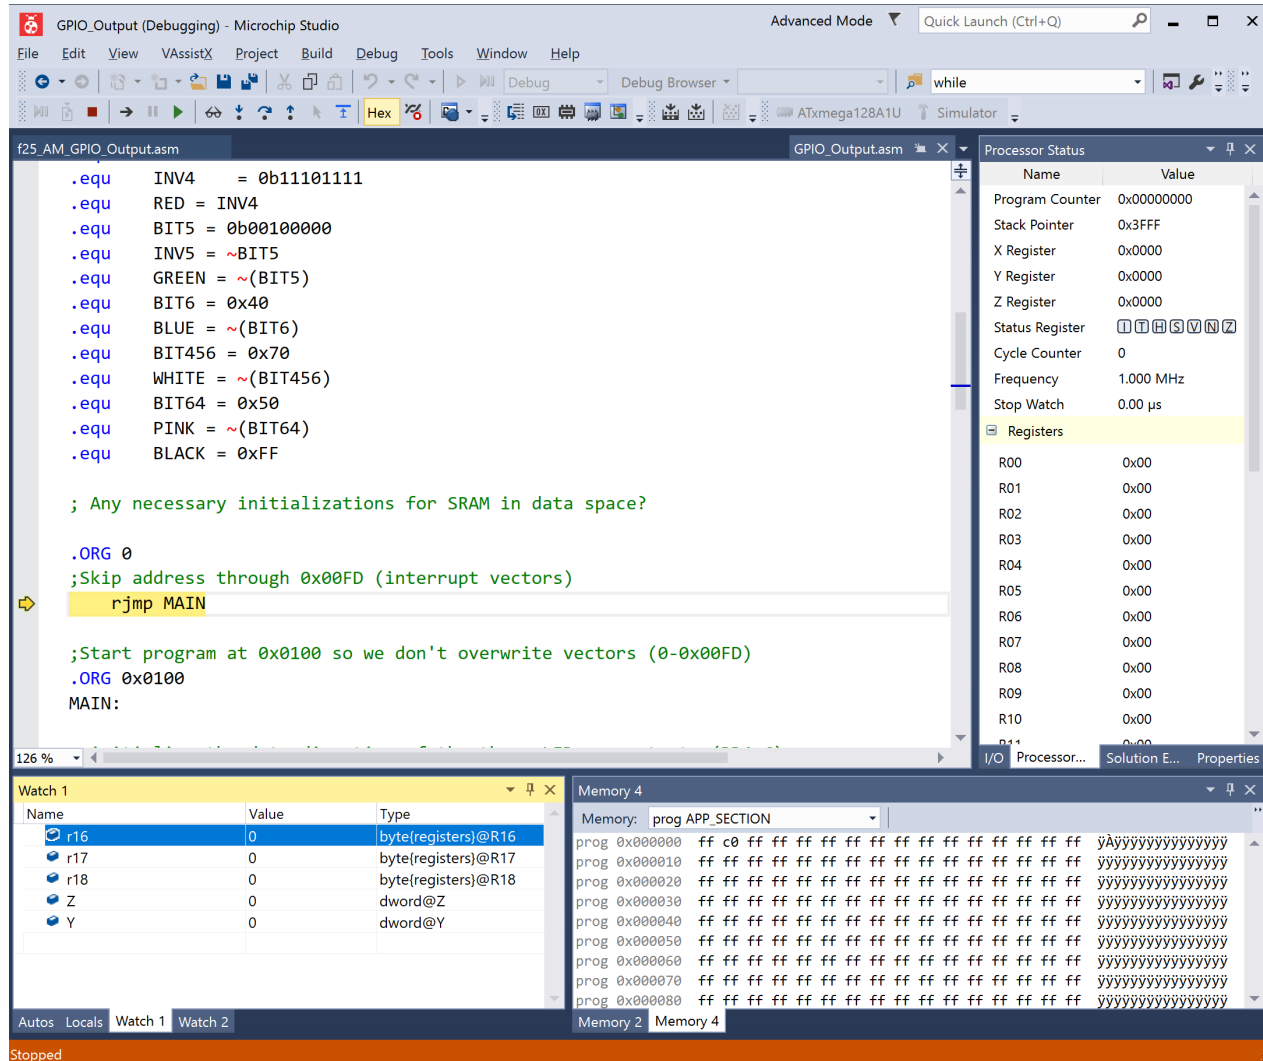 GPIO_Output (Debugging) - Microchip Studio
Advanced Mode
Quick Launch (Ctrl+Q)
File Edit View VAssistX Project Build Debug Tools Window Help
Debug Debug Browser while
Hex ATxmega128A1U Simulator
f25_AM_GPIO_Output.asm GPIO_Output.asm
.equ INV4 = 0b11101111
.equ RED = INV4
.equ BIT5 = 0b00100000
.equ INV5 = ~BIT5
.equ GREEN = ~(BIT5)
.equ BIT6 = 0x40
.equ BLUE = ~(BIT6)
.equ BIT456 = 0x70
.equ WHITE = ~(BIT456)
.equ BIT64 = 0x50
.equ PINK = ~(BIT64)
.equ BLACK = 0xFF
; Any necessary initializations for SRAM in data space?
.ORG 0
;Skip address through 0x00FD (interrupt vectors)
rjmp MAIN
;Start program at 0x0100 so we don't overwrite vectors (0-0x00FD)
.ORG 0x0100
MAIN:
126 %
Processor Status
Name Value
Program Counter 0x00000000
Stack Pointer 0x3FFF
X Register 0x0000
Y Register 0x0000
Z Register 0x0000
Status Register I T H S V N Z
Cycle Counter 0
Frequency 1.000 MHz
Stop Watch 0.00 µs
Registers
R00 0x00
R01 0x00
R02 0x00
R03 0x00
R04 0x00
R05 0x00
R06 0x00
R07 0x00
R08 0x00
R09 0x00
R10 0x00
I/O Processor... Solution E... Properties
Watch 1
Name Value Type
r16 0 byte{registers}@R16
r17 0 byte{registers}@R17
r18 0 byte{registers}@R18
Z 0 dword@Z
Y 0 dword@Y
Autos Locals Watch 1 Watch 2
Memory 4
Memory: prog APP_SECTION
prog 0x000000 ff c0 ff ff ff ff ff ff ff ff ff ff ff ff ff ff ÿÀÿÿÿÿÿÿÿÿÿÿÿÿÿÿ
prog 0x000010 ff ff ff ff ff ff ff ff ff ff ff ff ff ff ff ff ÿÿÿÿÿÿÿÿÿÿÿÿÿÿÿÿ
prog 0x000020 ff ff ff ff ff ff ff ff ff ff ff ff ff ff ff ff ÿÿÿÿÿÿÿÿÿÿÿÿÿÿÿÿ
prog 0x000030 ff ff ff ff ff ff ff ff ff ff ff ff ff ff ff ff ÿÿÿÿÿÿÿÿÿÿÿÿÿÿÿÿ
prog 0x000040 ff ff ff ff ff ff ff ff ff ff ff ff ff ff ff ff ÿÿÿÿÿÿÿÿÿÿÿÿÿÿÿÿ
prog 0x000050 ff ff ff ff ff ff ff ff ff ff ff ff ff ff ff ff ÿÿÿÿÿÿÿÿÿÿÿÿÿÿÿÿ
prog 0x000060 ff ff ff ff ff ff ff ff ff ff ff ff ff ff ff ff ÿÿÿÿÿÿÿÿÿÿÿÿÿÿÿÿ
prog 0x000070 ff ff ff ff ff ff ff ff ff ff ff ff ff ff ff ff ÿÿÿÿÿÿÿÿÿÿÿÿÿÿÿÿ
prog 0x000080 ff ff ff ff ff ff ff ff ff ff ff ff ff ff ff ff ÿÿÿÿÿÿÿÿÿÿÿÿÿÿÿÿ
Memory 2 Memory 4
Stopped